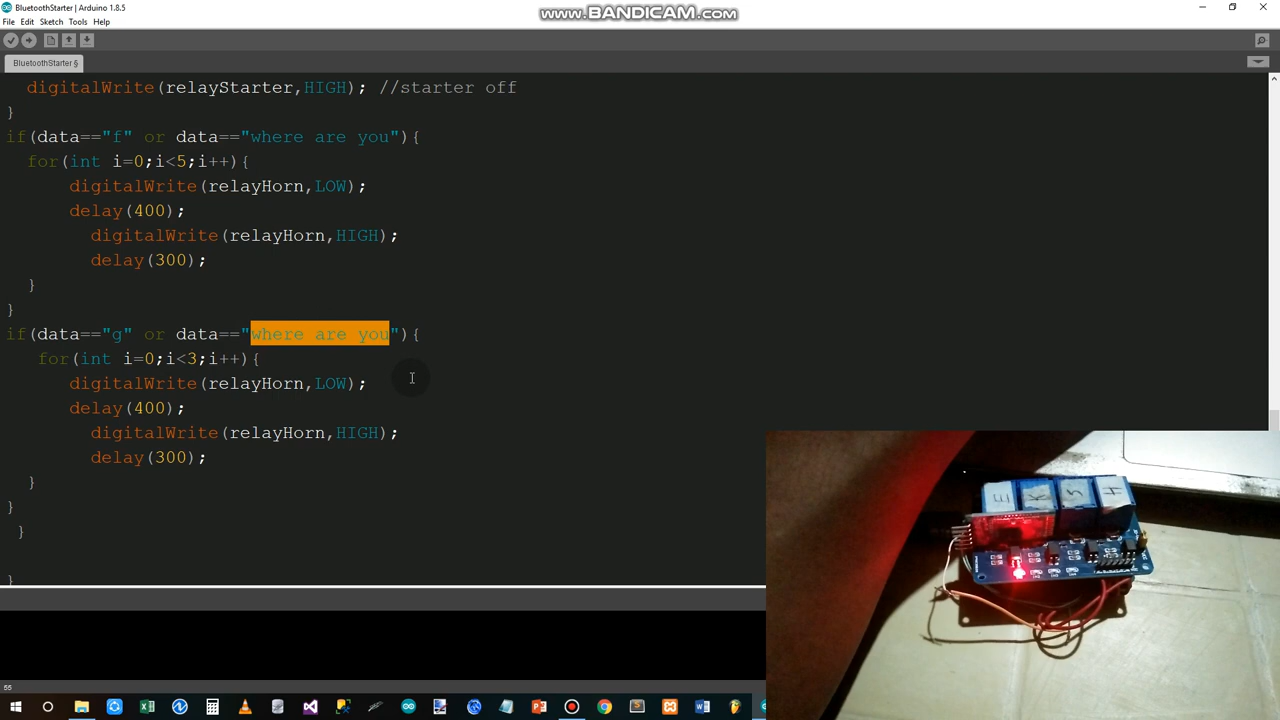 BluetoothStarter | Arduino 1.8.5
www.BANDICAM.com
File Edit Sketch Tools Help
BluetoothStarter §
digitalWrite(relayStarter,HIGH); //starter off
}
if(data=="f" or data=="where are you"){
for(int i=0;i<5;i++){
digitalWrite(relayHorn,LOW);
delay(400);
digitalWrite(relayHorn,HIGH);
delay(300);
}
}
if(data=="g" or data=="where are you"){
for(int i=0;i<3;i++){
digitalWrite(relayHorn,LOW);
delay(400);
digitalWrite(relayHorn,HIGH);
delay(300);
}
}
}
}
E K S H
55